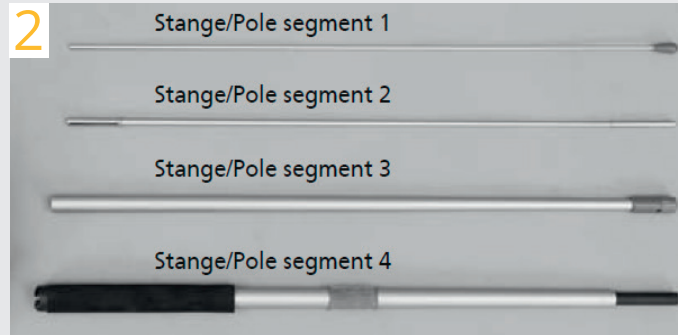 2
Stange/Pole segment 1
Stange/Pole segment 2
Stange/Pole segment 3
Stange/Pole segment 4